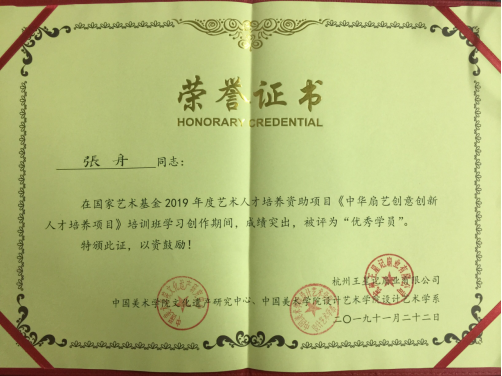 荣誉证书
HONORARY CREDENTIAL
张舟 同志:
在国家艺术基金2019年度艺术人才培养资助项目《中华扇艺创意创新
人才培养项目》培训班学习创作期间，成绩突出，被评为“优秀学员”。
特颁此证，以资鼓励！
杭州王星记扇业有限公司
中国美术学院文化遗产研究中心、中国美术学院设计艺术学院设计艺术学系
二〇一九十一月二十二日